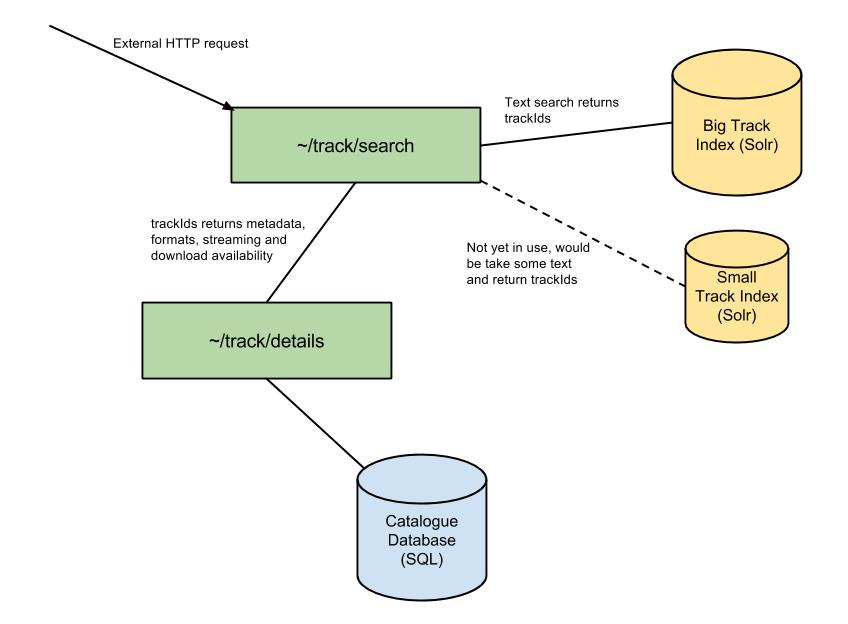 External HTTP request
~/track/search
Text search returns
trackIds
Big Track
Index (Solr)
trackIds returns metadata,
formats, streaming and
download availability
Not yet in use, would
be take some text
and return trackIds
Small
Track Index
(Solr)
~/track/details
Catalogue
Database
(SQL)